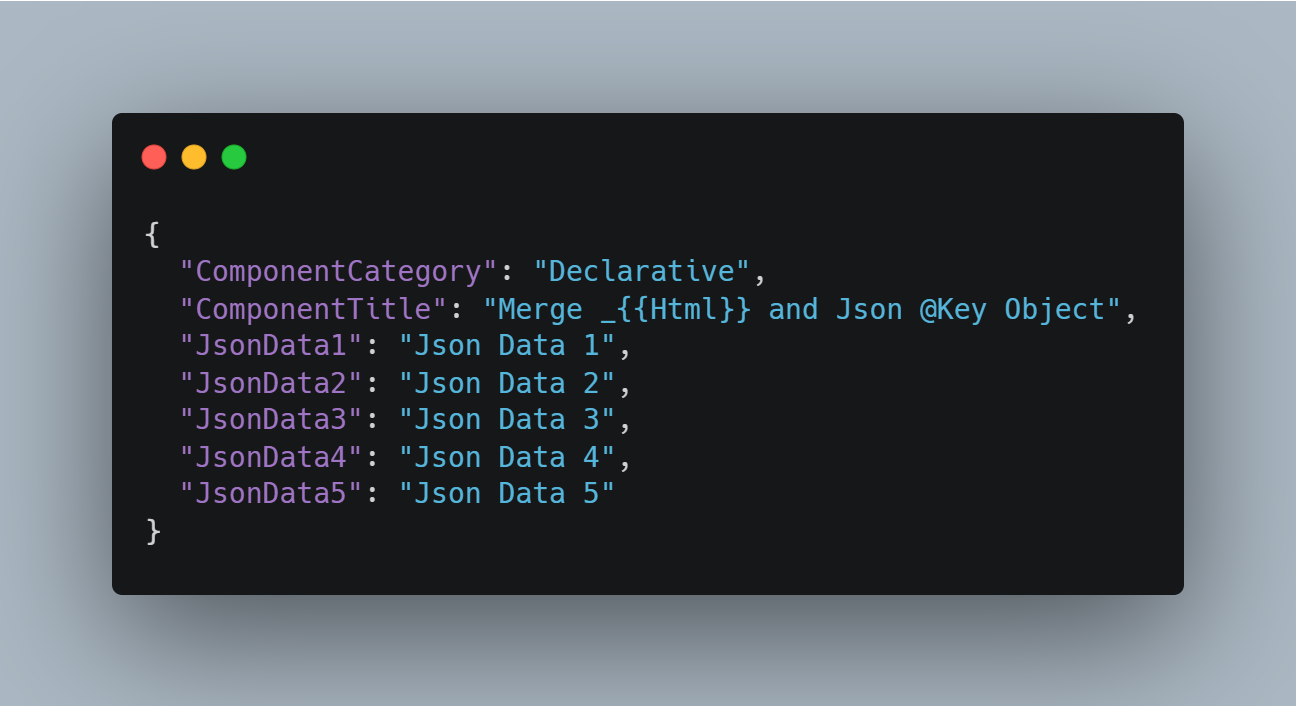 {
  "ComponentCategory": "Declarative",
  "ComponentTitle": "Merge _{{Html}} and Json @Key Object",
  "JsonData1": "Json Data 1",
  "JsonData2": "Json Data 2",
  "JsonData3": "Json Data 3",
  "JsonData4": "Json Data 4",
  "JsonData5": "Json Data 5"
}